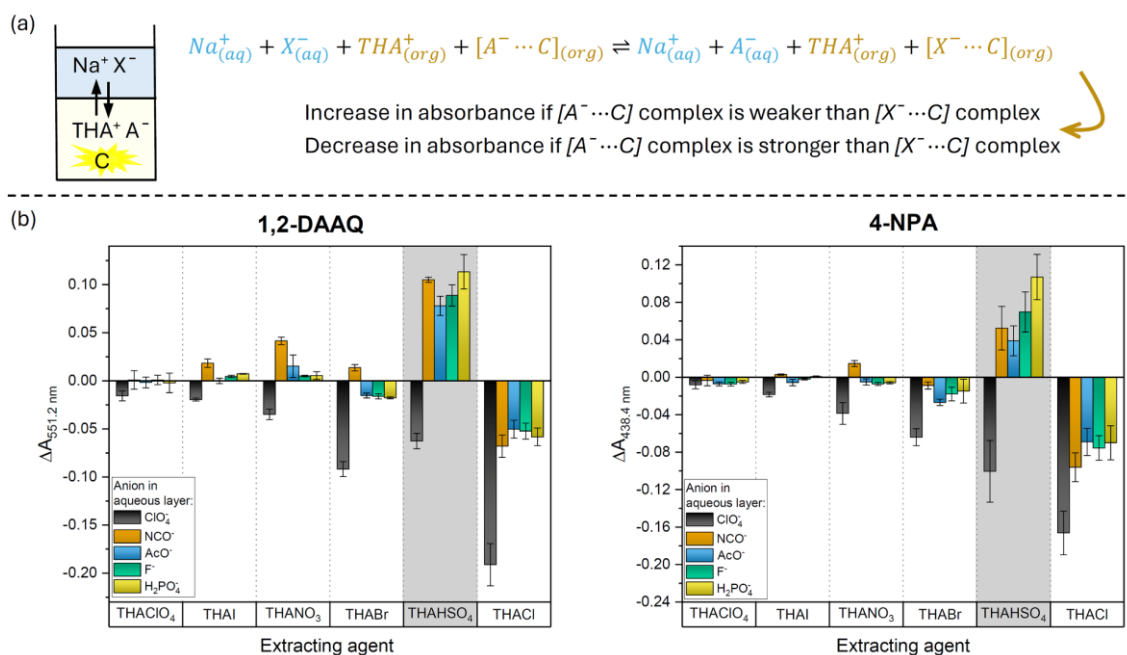 (a)
Na⁺(aq) + X⁻(aq) + THA⁺(org) + [A⁻ ⋯ C](org) ⇌ Na⁺(aq) + A⁻(aq) + THA⁺(org) + [X⁻ ⋯ C](org)
Na⁺ X⁻
THA⁺ A⁻
C
Increase in absorbance if [A⁻⋯C] complex is weaker than [X⁻⋯C] complex
Decrease in absorbance if [A⁻⋯C] complex is stronger than [X⁻⋯C] complex
(b)
1,2-DAAQ
ΔA551.2 nm
0.10
0.05
0.00
-0.05
-0.10
-0.15
-0.20
Anion in
aqueous layer:
ClO₄⁻
NCO⁻
AcO⁻
F⁻
H₂PO₄⁻
THAClO₄ THAI THANO₃ THABr THAHSO₄ THACl
Extracting agent
4-NPA
ΔA438.4 nm
0.12
0.08
0.04
0.00
-0.04
-0.08
-0.12
-0.16
-0.20
-0.24
Anion in
aqueous layer:
ClO₄⁻
NCO⁻
AcO⁻
F⁻
H₂PO₄⁻
THAClO₄ THAI THANO₃ THABr THAHSO₄ THACl
Extracting agent